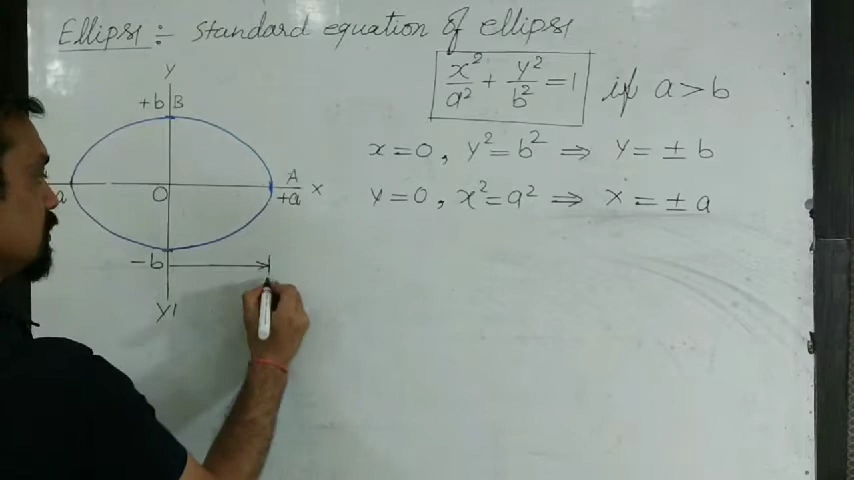 Ellipse :- Standard equation of ellipse
x²/a² + y²/b² = 1 if a > b
x = 0, y² = b² ⇒ y = ± b
y = 0, x² = a² ⇒ x = ± a
Y
+b B
A
a O +a X
-b
Y'